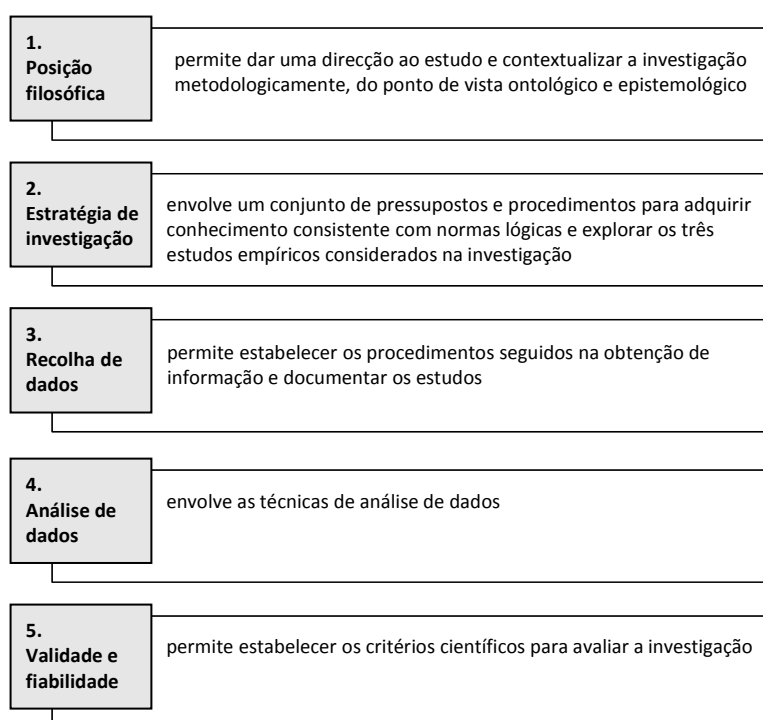 1.
Posição
filosófica
permite dar uma direcção ao estudo e contextualizar a investigação
metodologicamente, do ponto de vista ontológico e epistemológico
2.
Estratégia de
investigação
envolve um conjunto de pressupostos e procedimentos para adquirir
conhecimento consistente com normas lógicas e explorar os três
estudos empíricos considerados na investigação
3.
Recolha de
dados
permite estabelecer os procedimentos seguidos na obtenção de
informação e documentar os estudos
4.
Análise de
dados
envolve as técnicas de análise de dados
5.
Validade e
fiabilidade
permite estabelecer os critérios científicos para avaliar a investigação